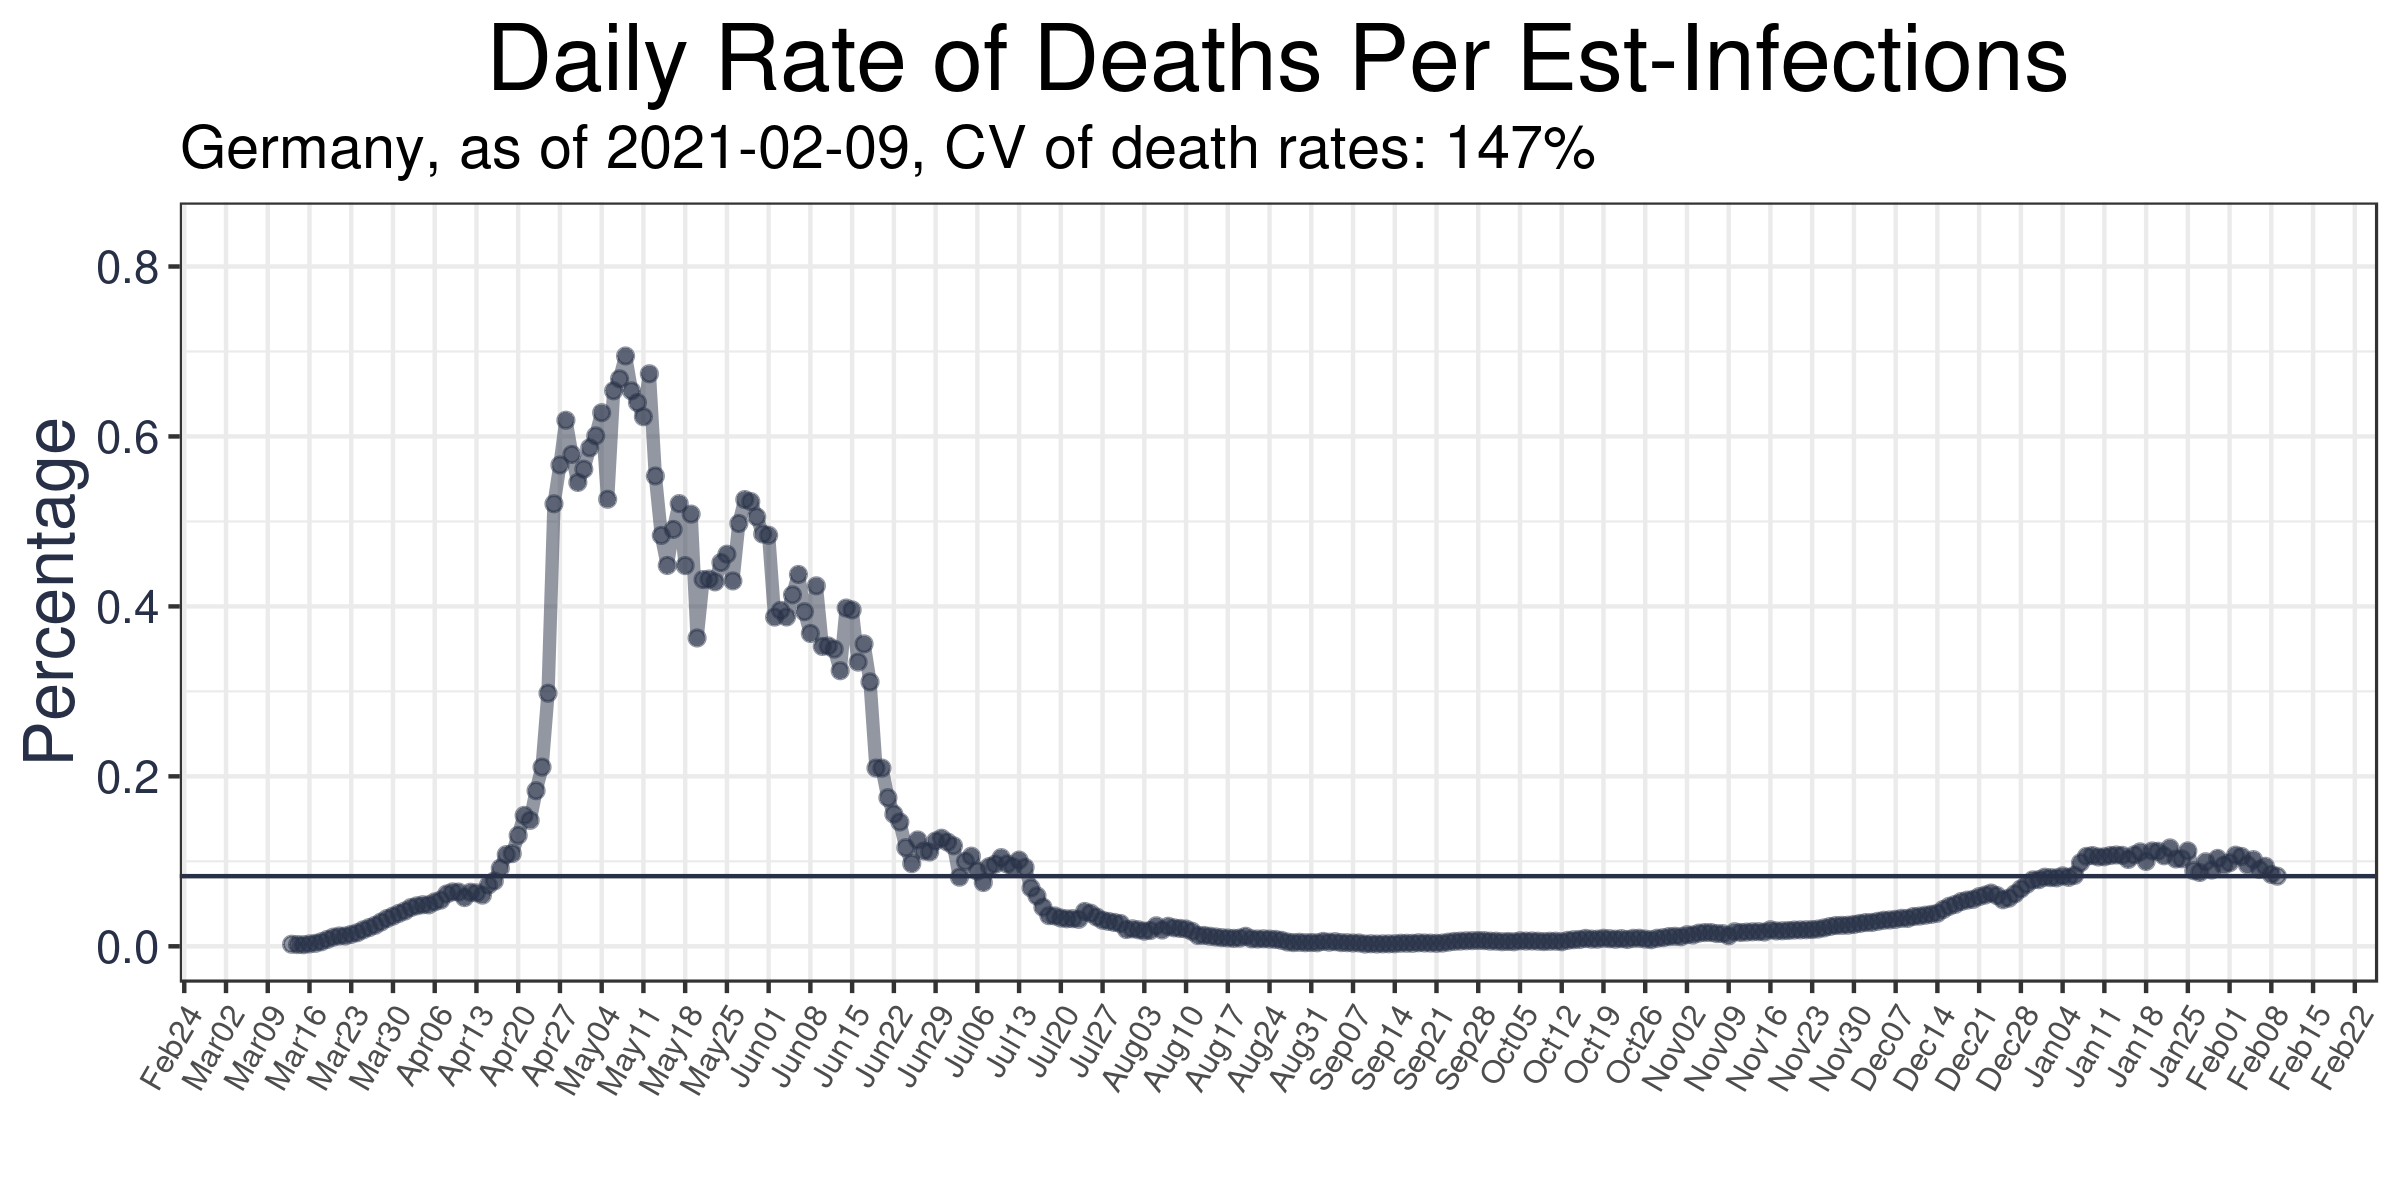 Daily Rate of Deaths Per Est-Infections
Germany, as of 2021-02-09, CV of death rates: 147%
Percentage
0.8
0.6
0.4
0.2
0.0
Feb24
Mar02
Mar09
Mar16
Mar23
Mar30
Apr06
Apr13
Apr20
Apr27
May04
May11
May18
May25
Jun01
Jun08
Jun15
Jun22
Jun29
Jul06
Jul13
Jul20
Jul27
Aug03
Aug10
Aug17
Aug24
Aug31
Sep07
Sep14
Sep21
Sep28
Oct05
Oct12
Oct19
Oct26
Nov02
Nov09
Nov16
Nov23
Nov30
Dec07
Dec14
Dec21
Dec28
Jan04
Jan11
Jan18
Jan25
Feb01
Feb08
Feb15
Feb22